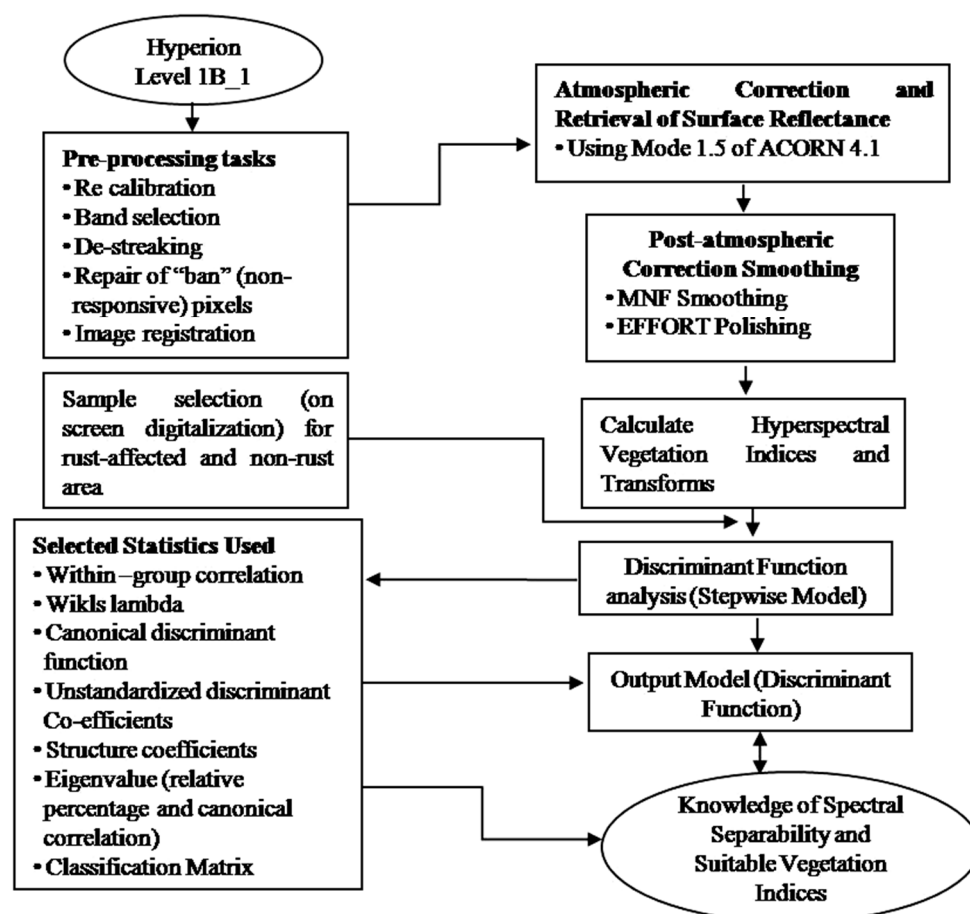 Hyperion
Level 1B_1
Pre-processing tasks
• Re calibration
• Band selection
• De-streaking
• Repair of “ban” (non-
responsive) pixels
• Image registration
Atmospheric Correction and
Retrieval of Surface Reflectance
• Using Mode 1.5 of ACORN 4.1
Post-atmospheric
Correction Smoothing
• MNF Smoothing
• EFFORT Polishing
Sample selection (on
screen digitalization) for
rust-affected and non-rust
area
Calculate Hyperspectral
Vegetation Indices and
Transforms
Selected Statistics Used
• Within–group correlation
• Wikls lambda
• Canonical discriminant
function
• Unstandardized discriminant
Co-efficients
• Structure coefficients
• Eigenvalue (relative
percentage and canonical
correlation)
• Classification Matrix
Discriminant Function
analysis (Stepwise Model)
Output Model (Discriminant
Function)
Knowledge of Spectral
Separability and
Suitable Vegetation
Indices